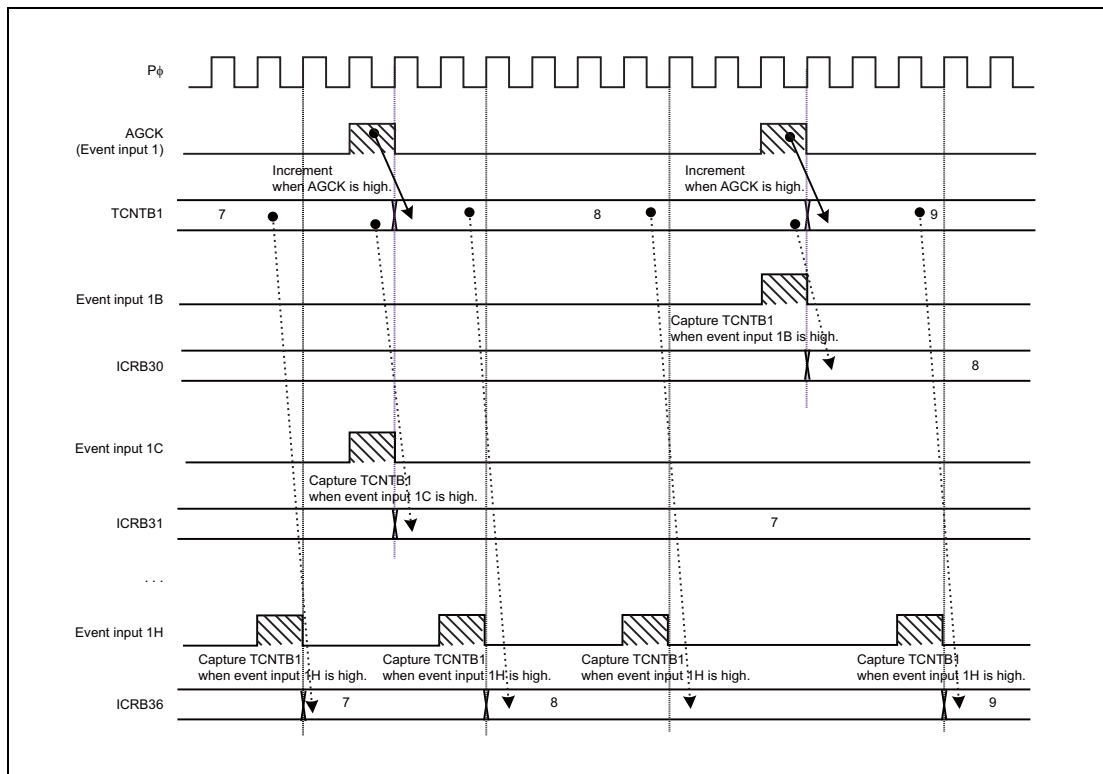 Pϕ
AGCK
(Event input 1)
Increment
when AGCK is high.
Increment
when AGCK is high.
TCNTB1
7
8
9
Event input 1B
Capture TCNTB1
when event input 1B is high.
ICRB30
8
Event input 1C
Capture TCNTB1
when event input 1C is high.
ICRB31
7
. . .
Event input 1H
Capture TCNTB1
when event input 1H is high.
Capture TCNTB1
when event input 1H is high.
Capture TCNTB1
when event input 1H is high.
Capture TCNTB1
when event input 1H is high.
ICRB36
7
8
9